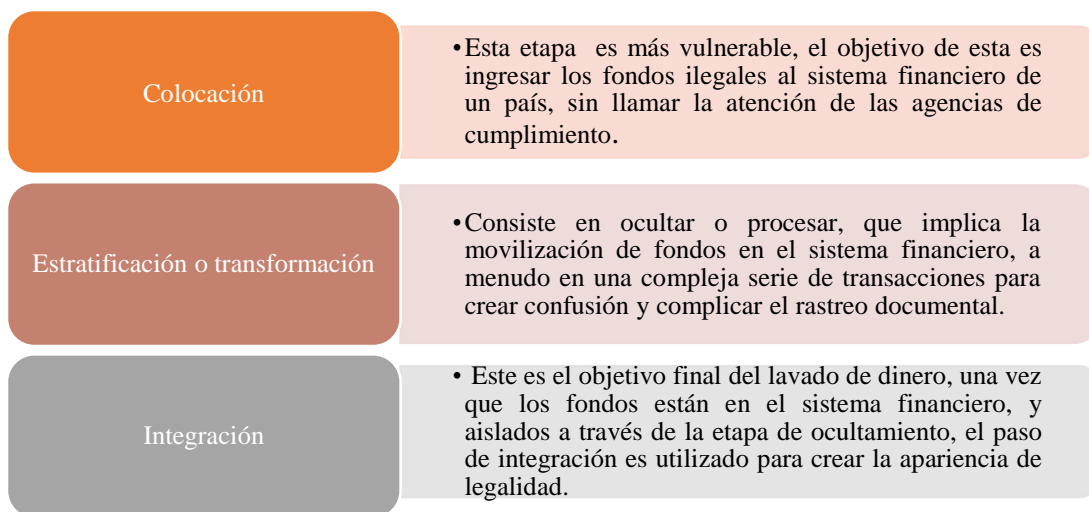 Colocación
•Esta etapa es más vulnerable, el objetivo de esta es
ingresar los fondos ilegales al sistema financiero de
un país, sin llamar la atención de las agencias de
cumplimiento.
Estratificación o transformación
•Consiste en ocultar o procesar, que implica la
movilización de fondos en el sistema financiero, a
menudo en una compleja serie de transacciones para
crear confusión y complicar el rastreo documental.
Integración
• Este es el objetivo final del lavado de dinero, una vez
que los fondos están en el sistema financiero, y
aislados a través de la etapa de ocultamiento, el paso
de integración es utilizado para crear la apariencia de
legalidad.